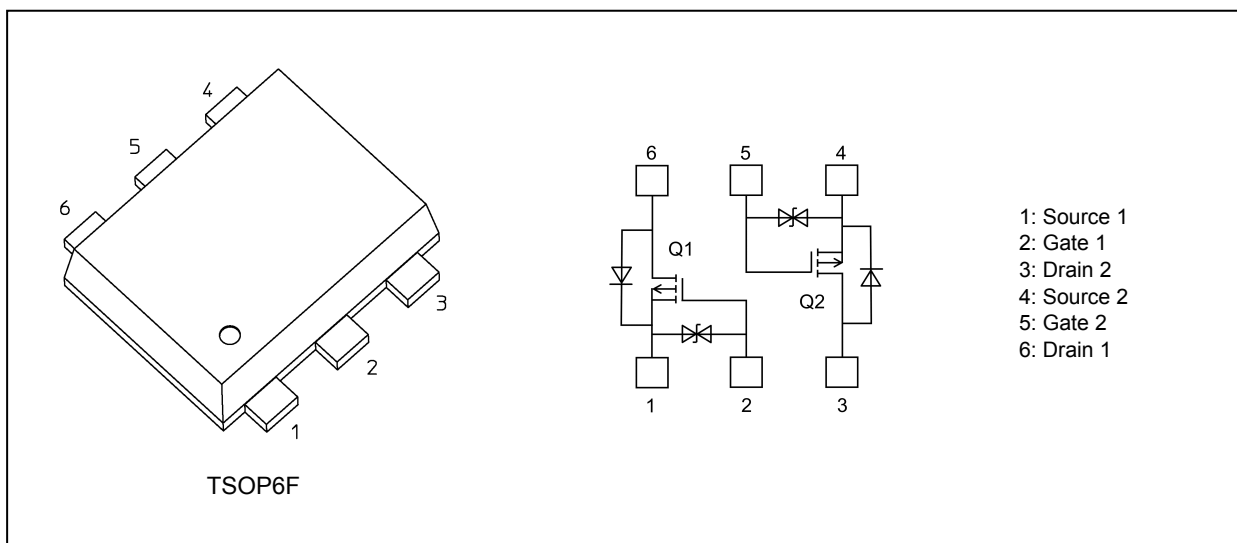 4
5
6
3
2
1
TSOP6F
6 5 4
Q1
Q2
1 2 3
1: Source 1
2: Gate 1
3: Drain 2
4: Source 2
5: Gate 2
6: Drain 1